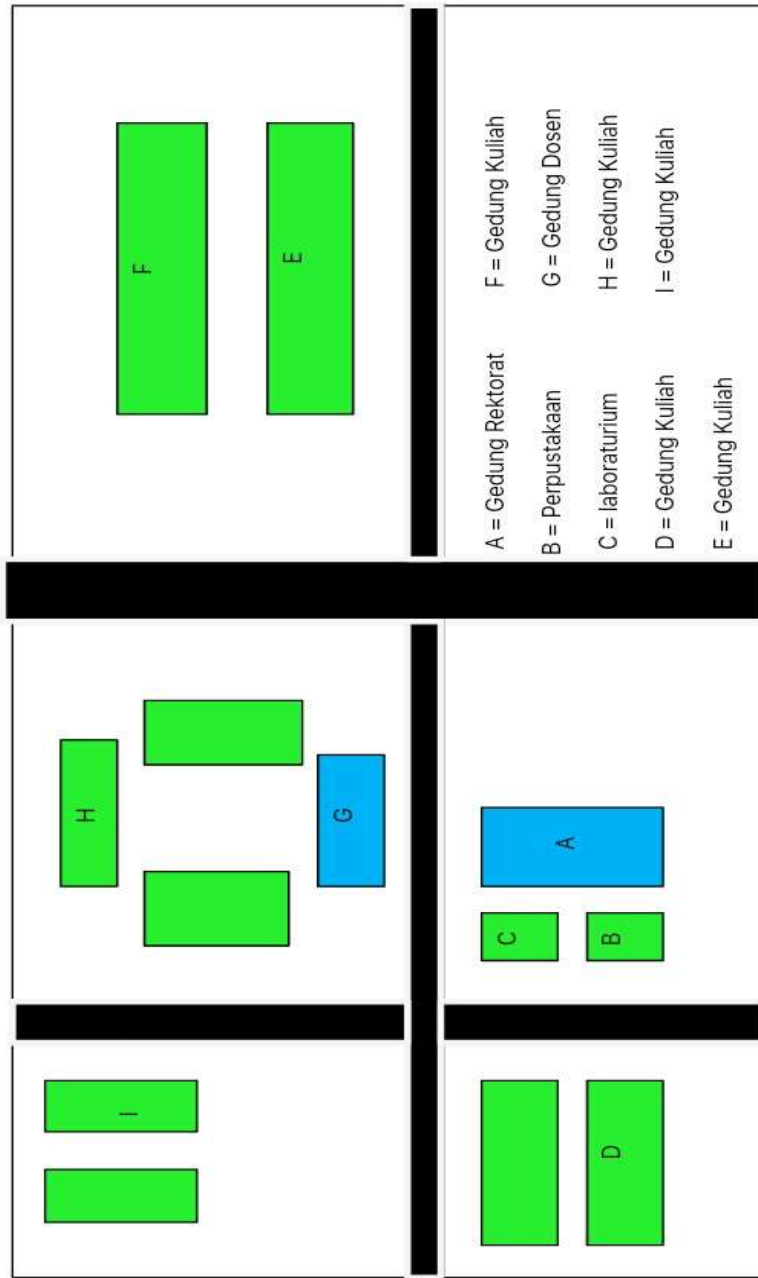 I
H
F
G
E
C
A
D
B
A = Gedung Rektorat
B = Perpustakaan
C = laboraturium
D = Gedung Kuliah
E = Gedung Kuliah
F = Gedung Kuliah
G = Gedung Dosen
H = Gedung Kuliah
I = Gedung Kuliah